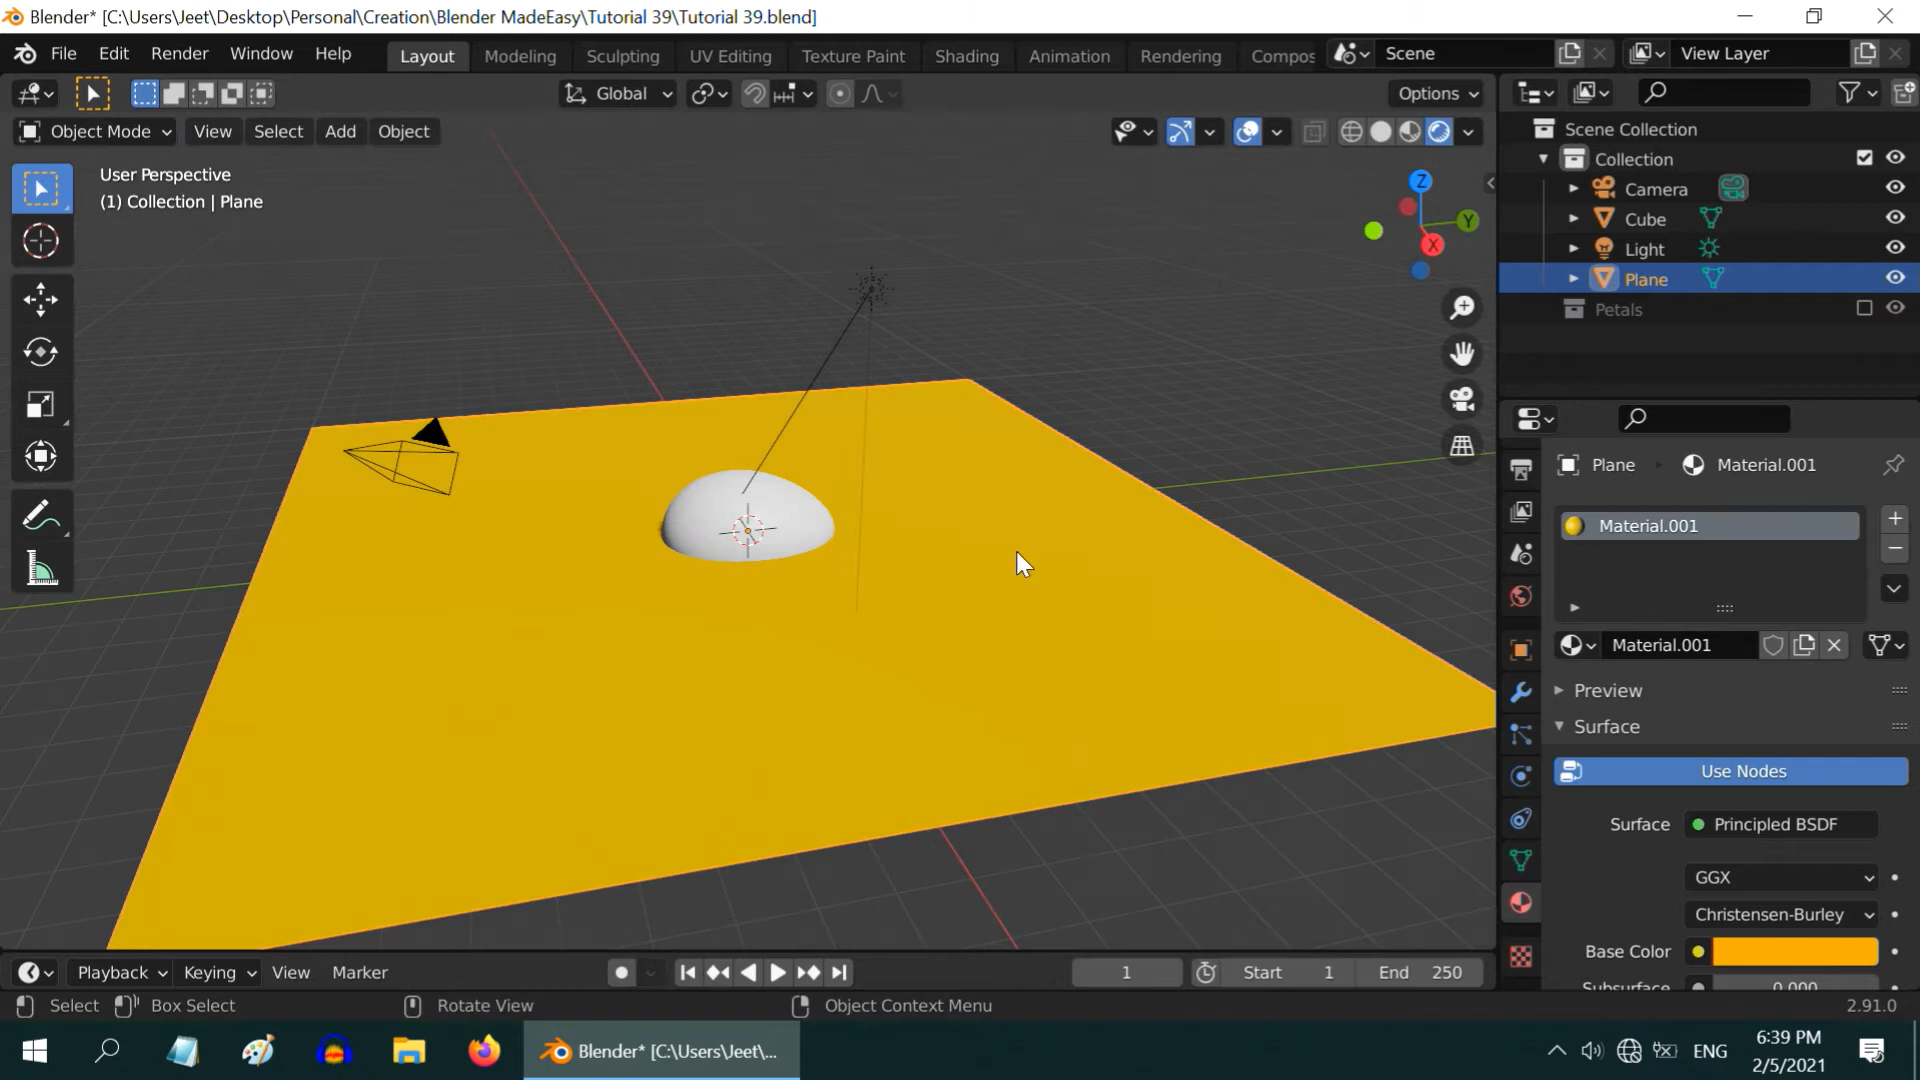 Blender* [C:\Users\Jeet\Desktop\Personal\Creation\Blender MadeEasy\Tutorial 39\Tutorial 39.blend]
File Edit Render Window Help Layout Modeling Sculpting UV Editing Texture Paint Shading Animation Rendering Compos Scene View Layer
Global Options
Object Mode View Select Add Object
User Perspective
(1) Collection | Plane
Z
Y
X
Scene Collection
Collection
Camera
Cube
Light
Plane
Petals
Plane Material.001
Material.001
Material.001
Preview
Surface
Use Nodes
Surface Principled BSDF
GGX
Christensen-Burley
Base Color
Subsurface 0.000
Playback Keying View Marker 1 Start 1 End 250
Select Box Select Rotate View Object Context Menu 2.91.0
Blender* [C:\Users\Jeet\...
ENG
6:39 PM
2/5/2021